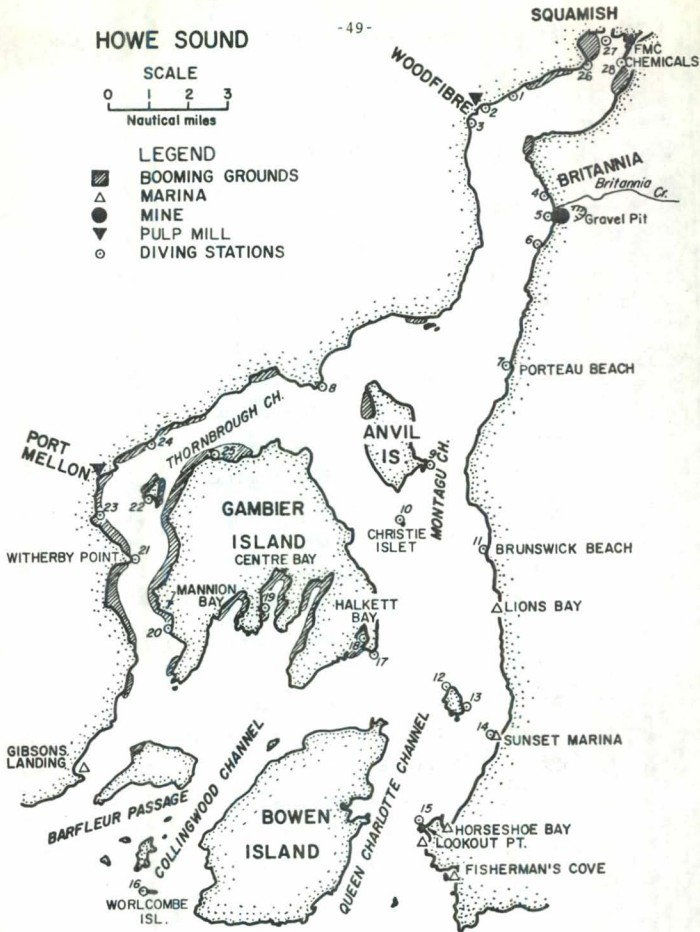 -49-
HOWE SOUND
SCALE
0 1 2 3
Nautical miles
LEGEND
BOOMING GROUNDS
MARINA
MINE
PULP MILL
DIVING STATIONS
SQUAMISH
27
FMC
CHEMICALS
28
26
WOODFIBRE
1
2
3
BRITANNIA
Britannia
Cr.
4
5
Gravel Pit
6
7
PORTEAU BEACH
8
THORNBROUGH CH.
24
25
PORT
MELLON
22
23
ANVIL
IS
9
MONTAGU CH.
10
CHRISTIE
ISLET
GAMBIER
ISLAND
CENTRE BAY
11
BRUNSWICK BEACH
WITHERBY POINT
21
MANNION
BAY
19
HALKETT
BAY
18
17
20
LIONS BAY
12
13
14
SUNSET MARINA
GIBSONS
LANDING
BARFLEUR PASSAGE
COLLINGWOOD CHANNEL
BOWEN
ISLAND
QUEEN CHARLOTTE CHANNEL
15
HORSESHOE BAY
LOOKOUT PT.
FISHERMAN'S COVE
16
WORLCOMBE
ISL.